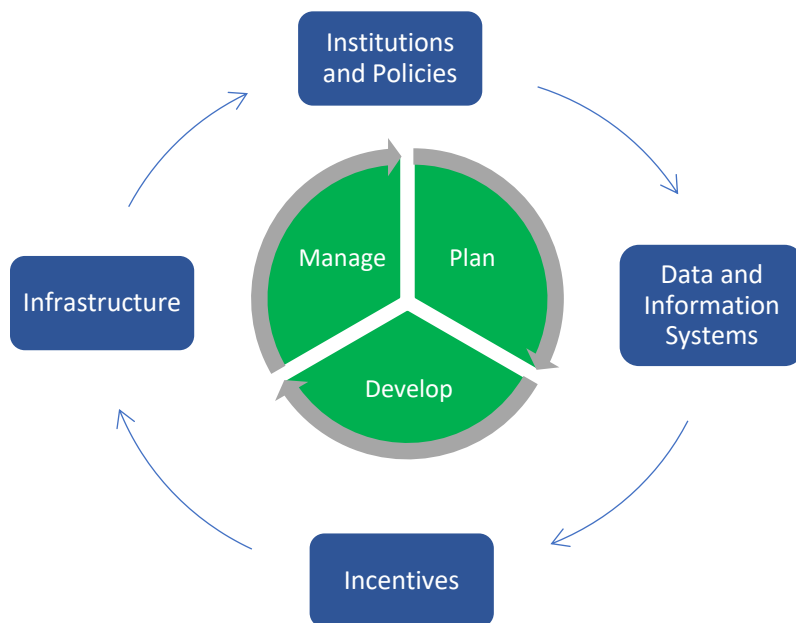 Institutions
and Policies
Manage
Plan
Data and
Information
Systems
Infrastructure
Develop
Incentives